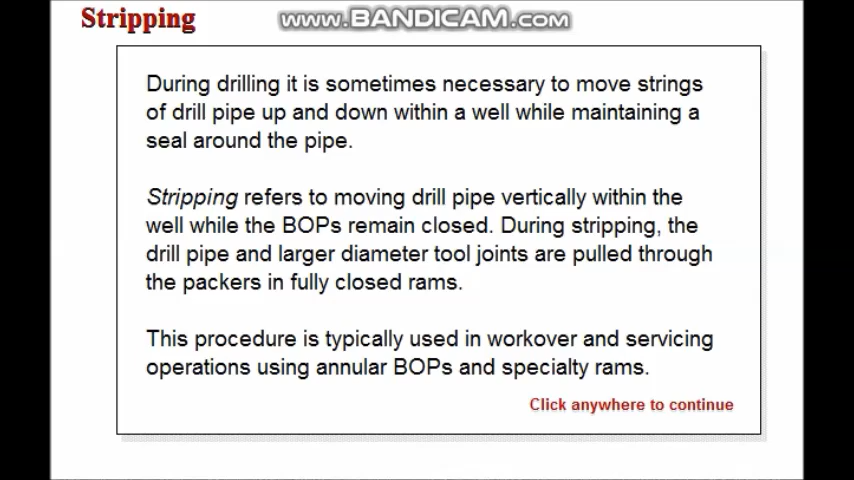 Stripping
www.BANDICAM.com
During drilling it is sometimes necessary to move strings
of drill pipe up and down within a well while maintaining a
seal around the pipe.
Stripping refers to moving drill pipe vertically within the
well while the BOPs remain closed. During stripping, the
drill pipe and larger diameter tool joints are pulled through
the packers in fully closed rams.
This procedure is typically used in workover and servicing
operations using annular BOPs and specialty rams.
Click anywhere to continue